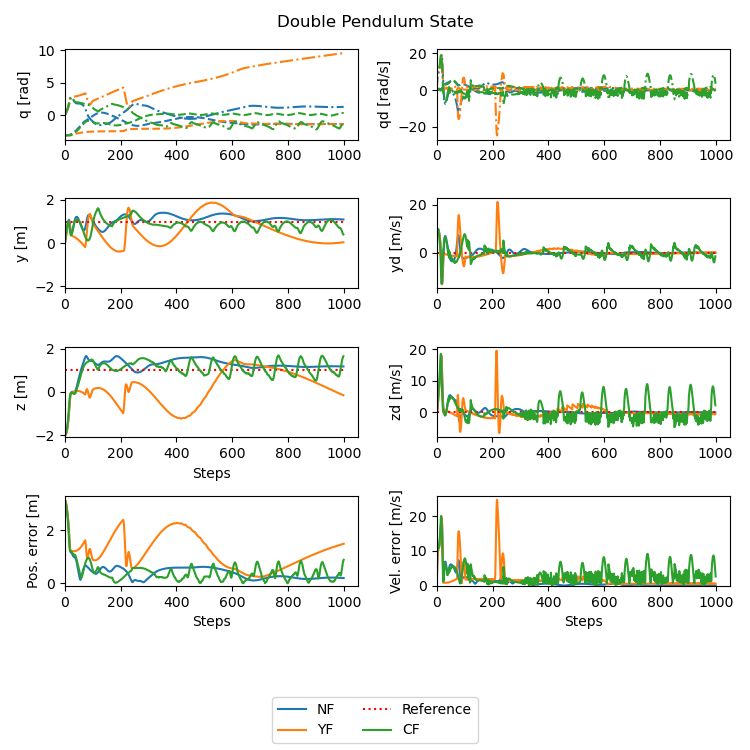 Double Pendulum State
q [rad]
10
5
0
0 200 400 600 800 1000
qd [rad/s]
20
0
−20
0 200 400 600 800 1000
y [m]
2
0
−2
0 200 400 600 800 1000
yd [m/s]
20
0
0 200 400 600 800 1000
z [m]
2
0
−2
0 200 400 600 800 1000
Steps
zd [m/s]
20
10
0
0 200 400 600 800 1000
Pos. error [m]
2
0
0 200 400 600 800 1000
Steps
Vel. error [m/s]
20
10
0
0 200 400 600 800 1000
Steps
NF
YF
Reference
CF